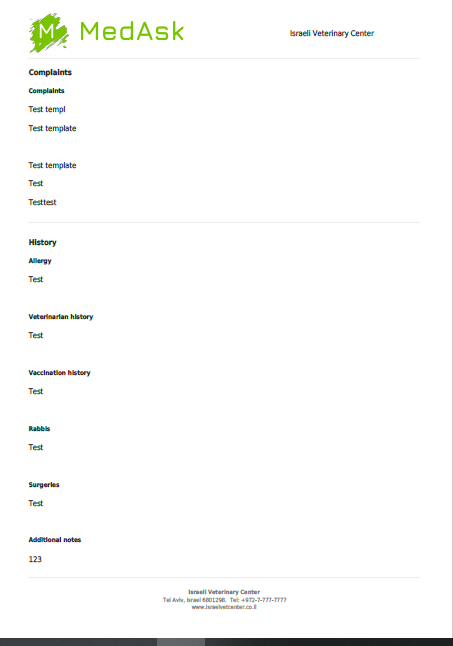 M MedAsk
Israeli Veterinary Center
Complaints
Complaints
Test templ
Test template
Test template
Test
Testtest
History
Allergy
Test
Veterinarian history
Test
Vaccination history
Test
Rabbis
Test
Surgeries
Test
Additional notes
123
Israeli Veterinary Center
Tel Aviv, Israel 6801298, Tel: +972-7-777-7777
www.israelvetcenter.co.il